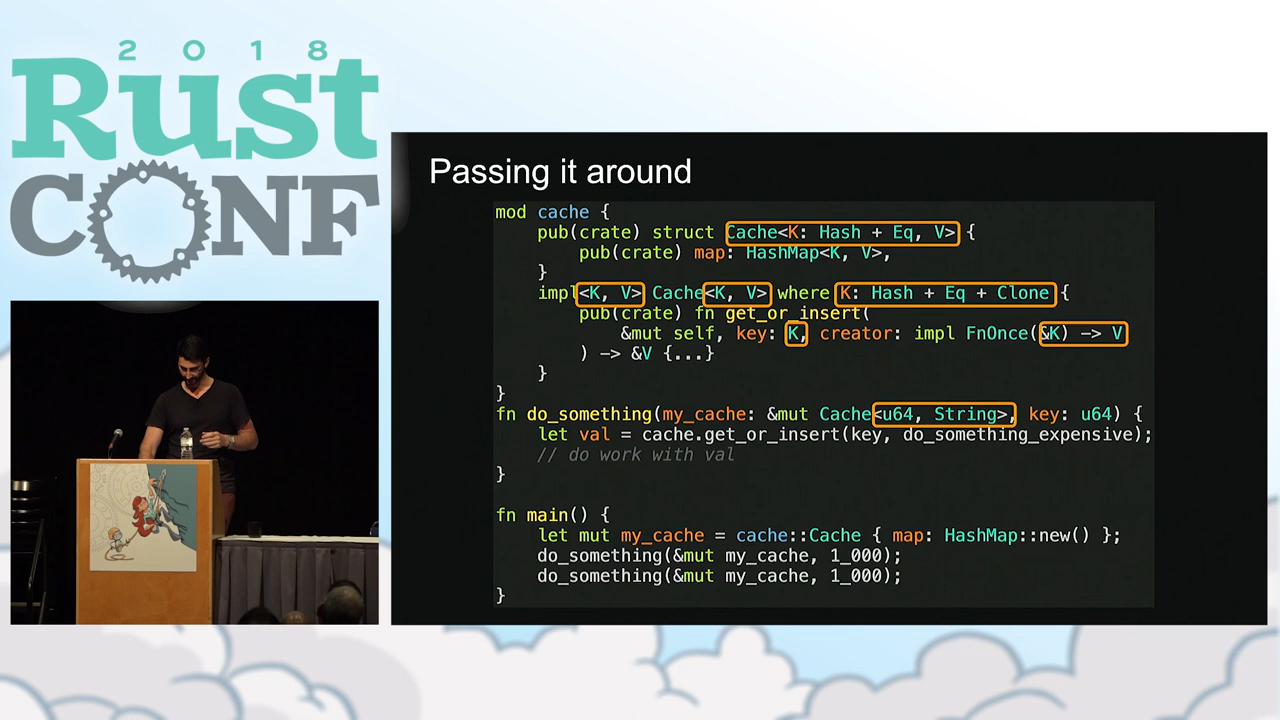 2018
Rust
CONF
Passing it around
mod cache {
pub(crate) struct Cache<K: Hash + Eq, V> {
pub(crate) map: HashMap<K, V>,
}
impl<K, V> Cache<K, V> where K: Hash + Eq + Clone {
pub(crate) fn get_or_insert(
&mut self, key: K, creator: impl FnOnce(&K) -> V
) -> &V {...}
}
}
fn do_something(my_cache: &mut Cache<u64, String>, key: u64) {
let val = cache.get_or_insert(key, do_something_expensive);
// do work with val
}
fn main() {
let mut my_cache = cache::Cache { map: HashMap::new() };
do_something(&mut my_cache, 1_000);
do_something(&mut my_cache, 1_000);
}